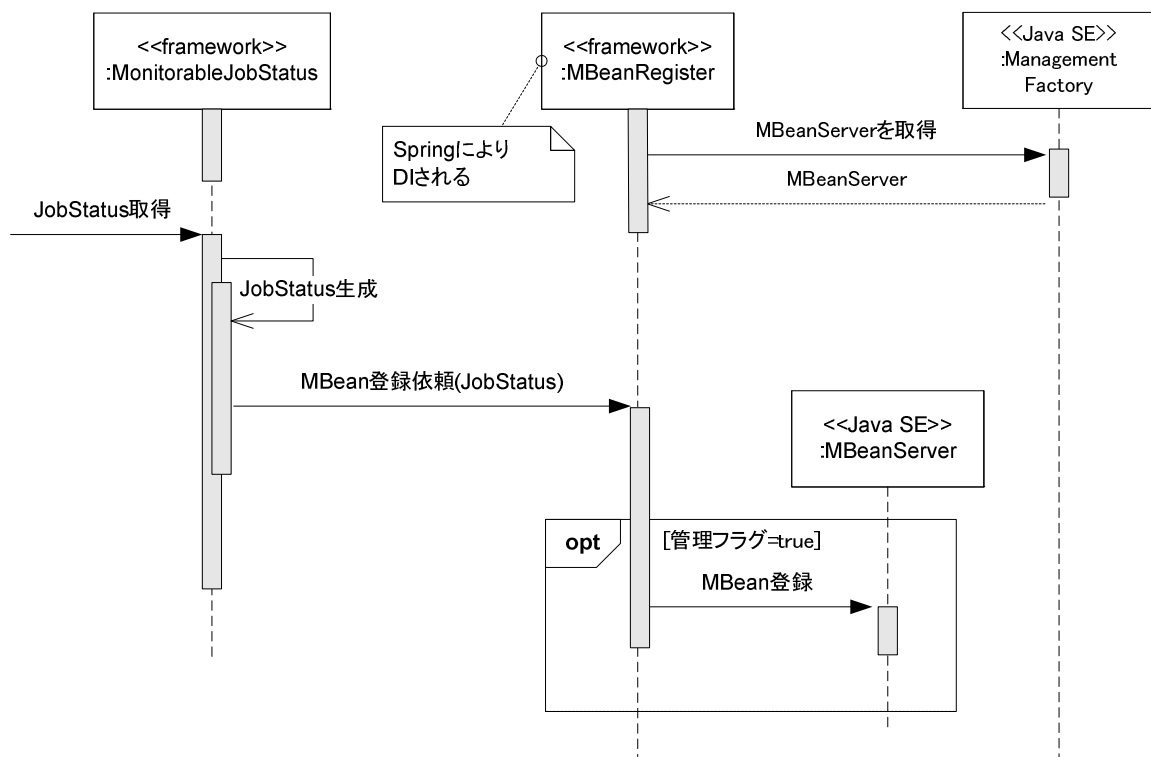 <<framework>>
:MonitorableJobStatus
<<framework>>
:MBeanRegister
<<Java SE>>
:Management
Factory
Springにより
DIされる
MBeanServerを取得
MBeanServer
JobStatus取得
JobStatus生成
MBean登録依頼(JobStatus)
<<Java SE>>
:MBeanServer
opt
[管理フラグ=true]
MBean登録